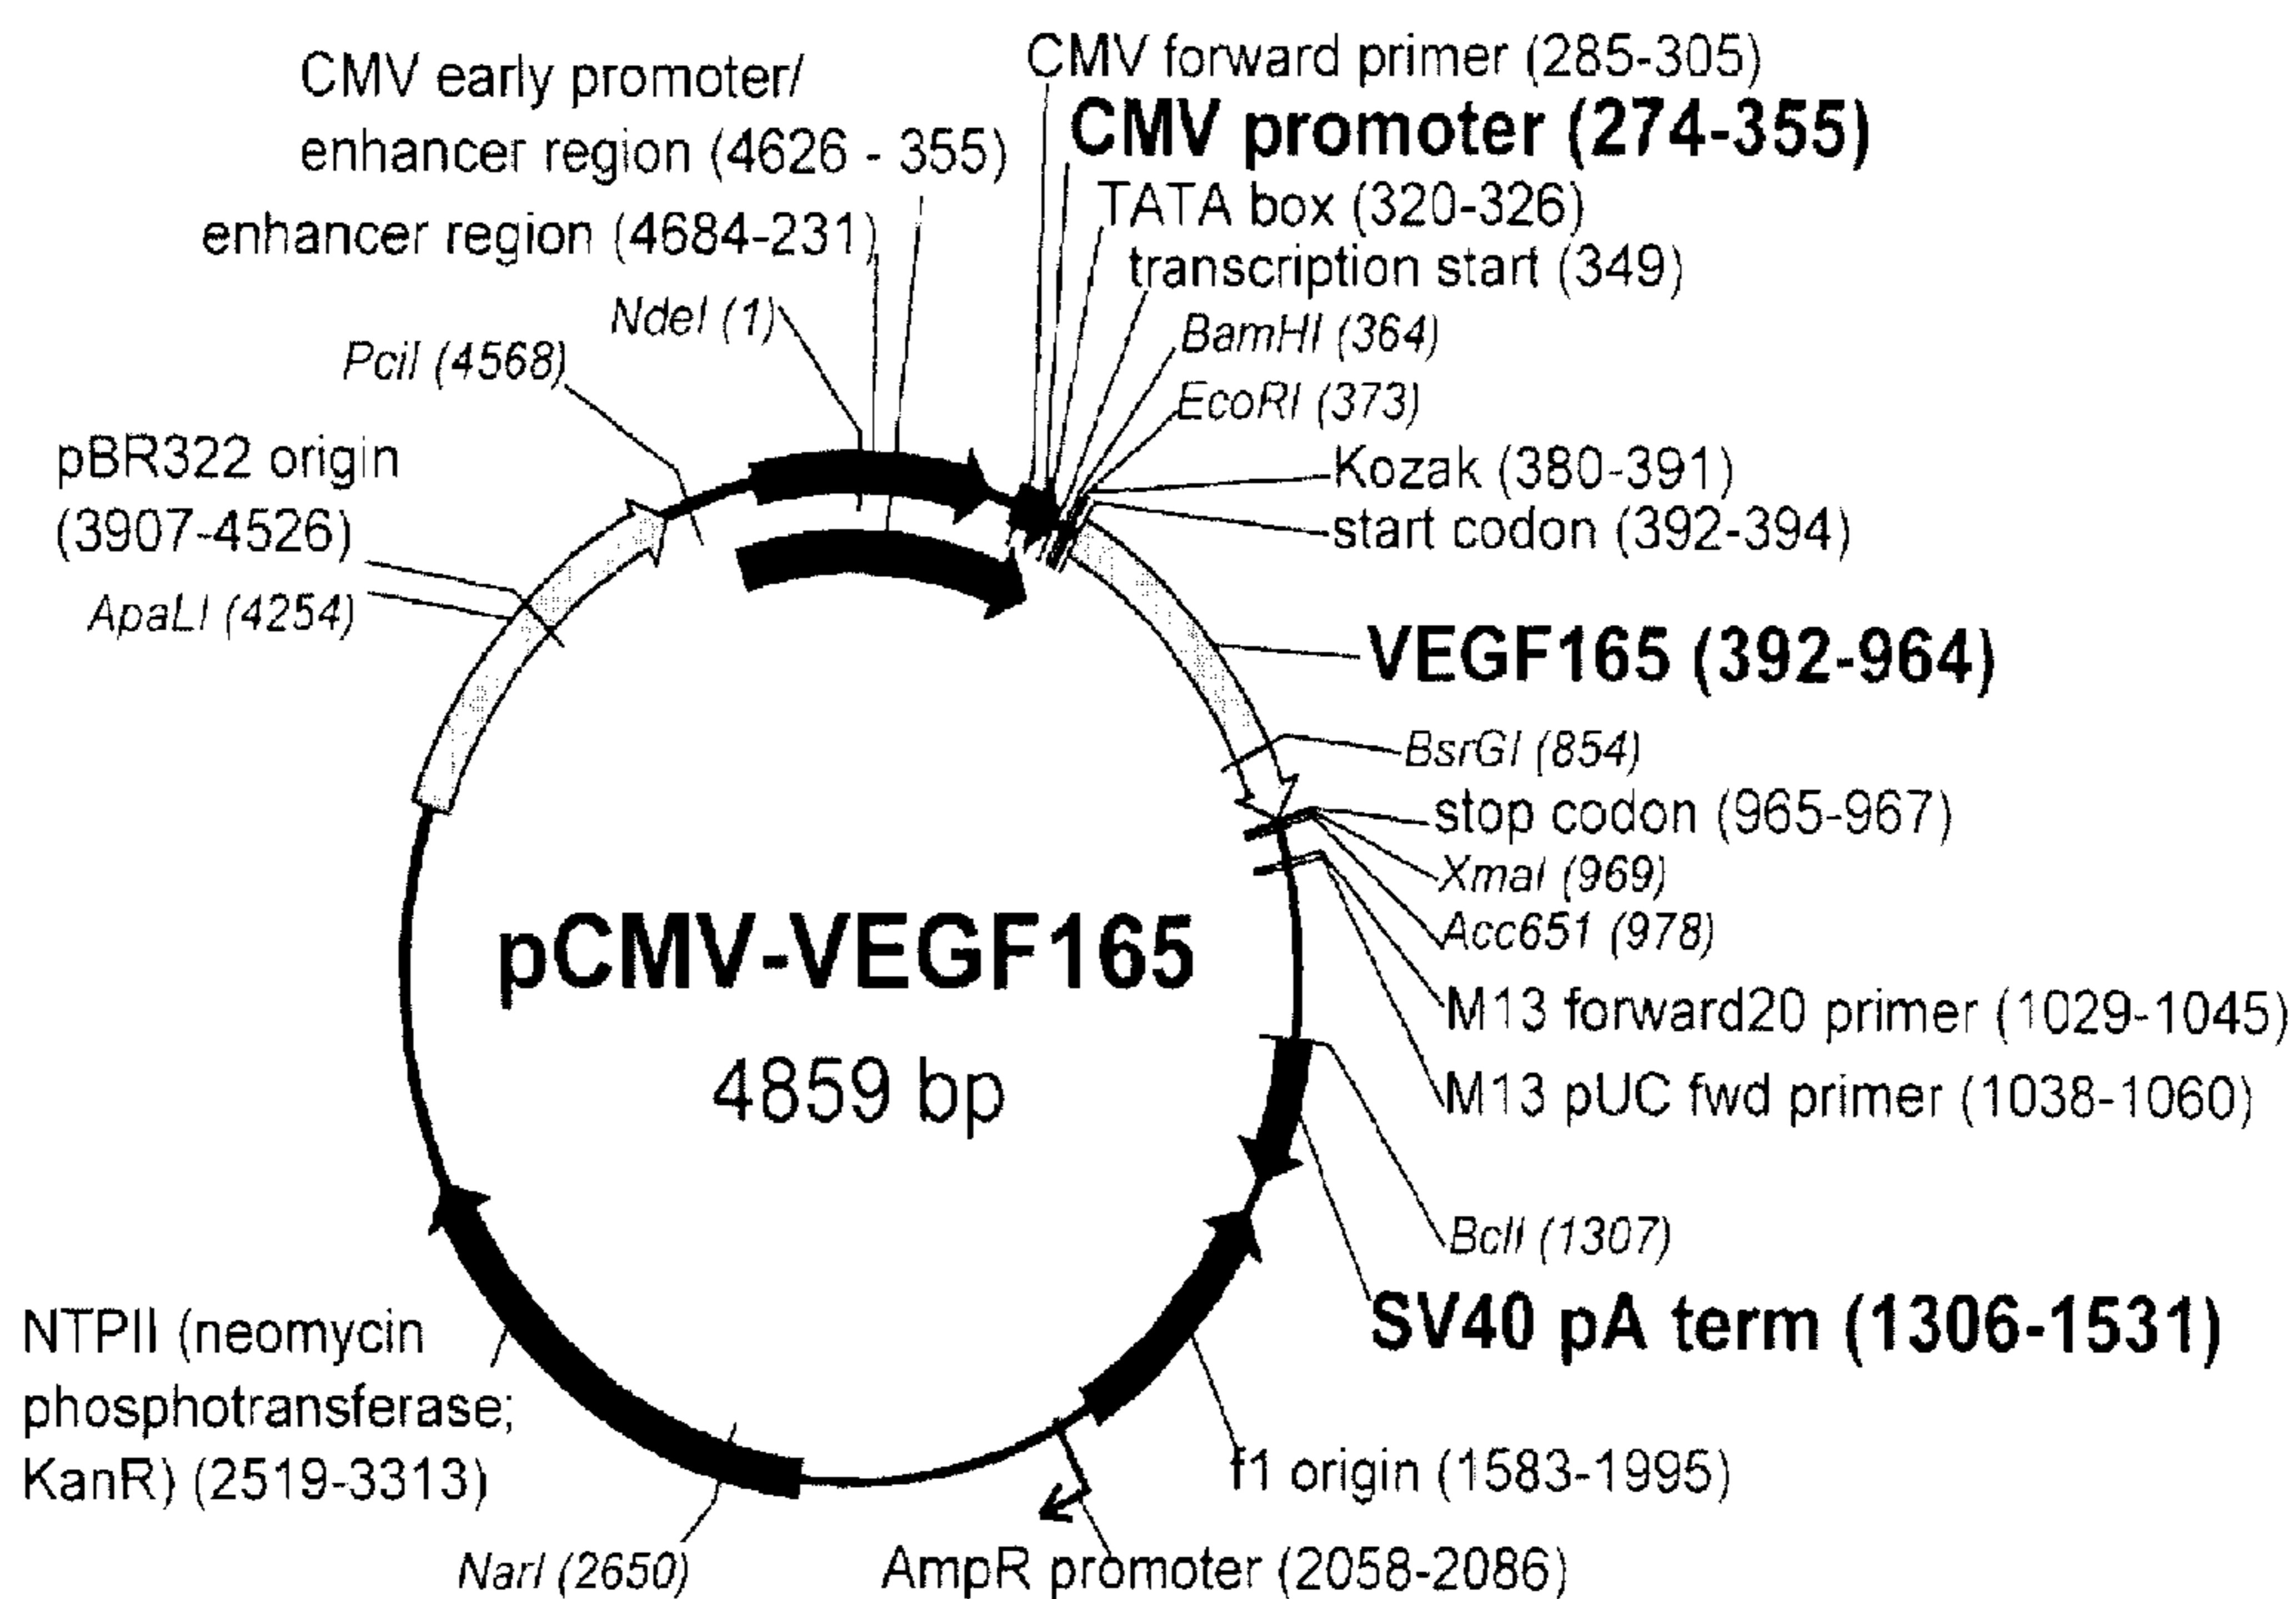 CMV early promoter/
enhancer region (4626 - 355)
enhancer region (4684-231)
NdeI (1)
PciI (4568)
pBR322 origin
(3907-4526)
ApaLI (4254)
CMV forward primer (285-305)
CMV promoter (274-355)
TATA box (320-326)
transcription start (349)
BamHI (364)
EcoRI (373)
Kozak (380-391)
start codon (392-394)
VEGF165 (392-964)
BsrGI (854)
stop codon (965-967)
XmaI (969)
Acc651 (978)
M13 forward20 primer (1029-1045)
M13 pUC fwd primer (1038-1060)
BclI (1307)
SV40 pA term (1306-1531)
f1 origin (1583-1995)
AmpR promoter (2058-2086)
NarI (2650)
NTPII (neomycin
phosphotransferase;
KanR) (2519-3313)
pCMV-VEGF165
4859 bp